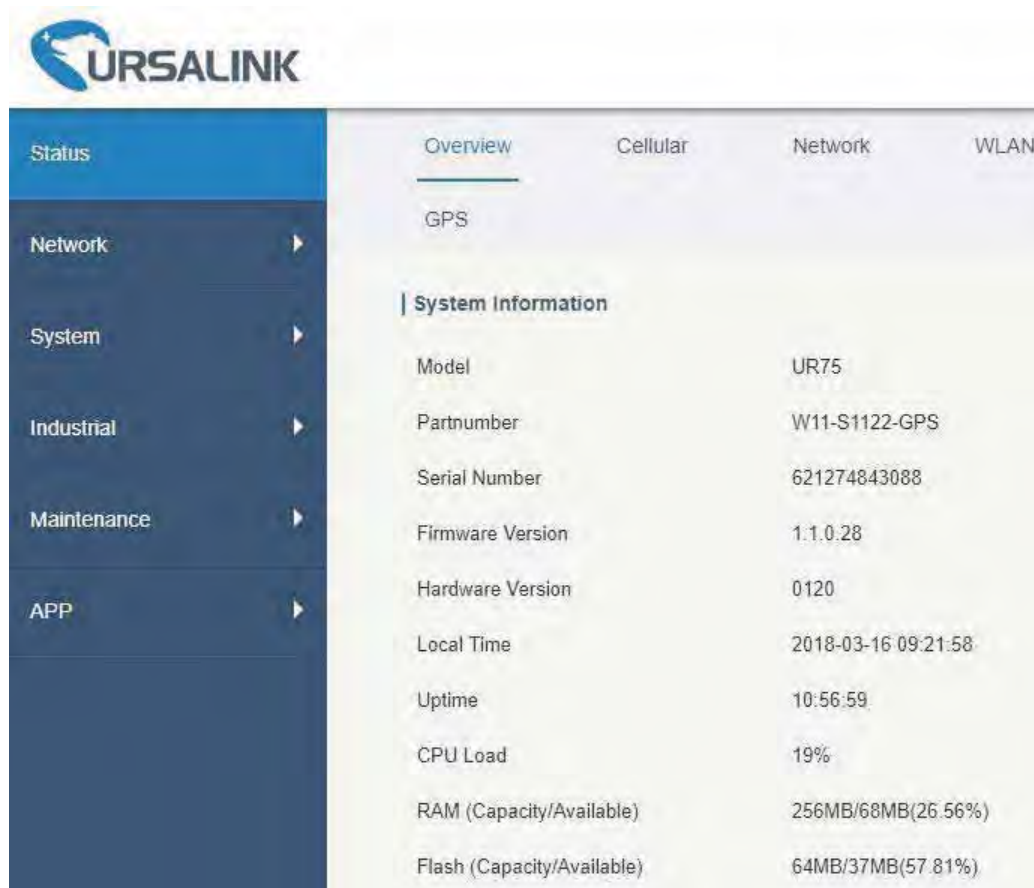 URSALINK
Status
Network
System
Industrial
Maintenance
APP
Overview Cellular Network WLAN
GPS
System Information
Model UR75
Partnumber W11-S1122-GPS
Serial Number 621274843088
Firmware Version 1.1.0.28
Hardware Version 0120
Local Time 2018-03-16 09:21:58
Uptime 10:56:59
CPU Load 19%
RAM (Capacity/Available) 256MB/68MB(26.56%)
Flash (Capacity/Available) 64MB/37MB(57.81%)